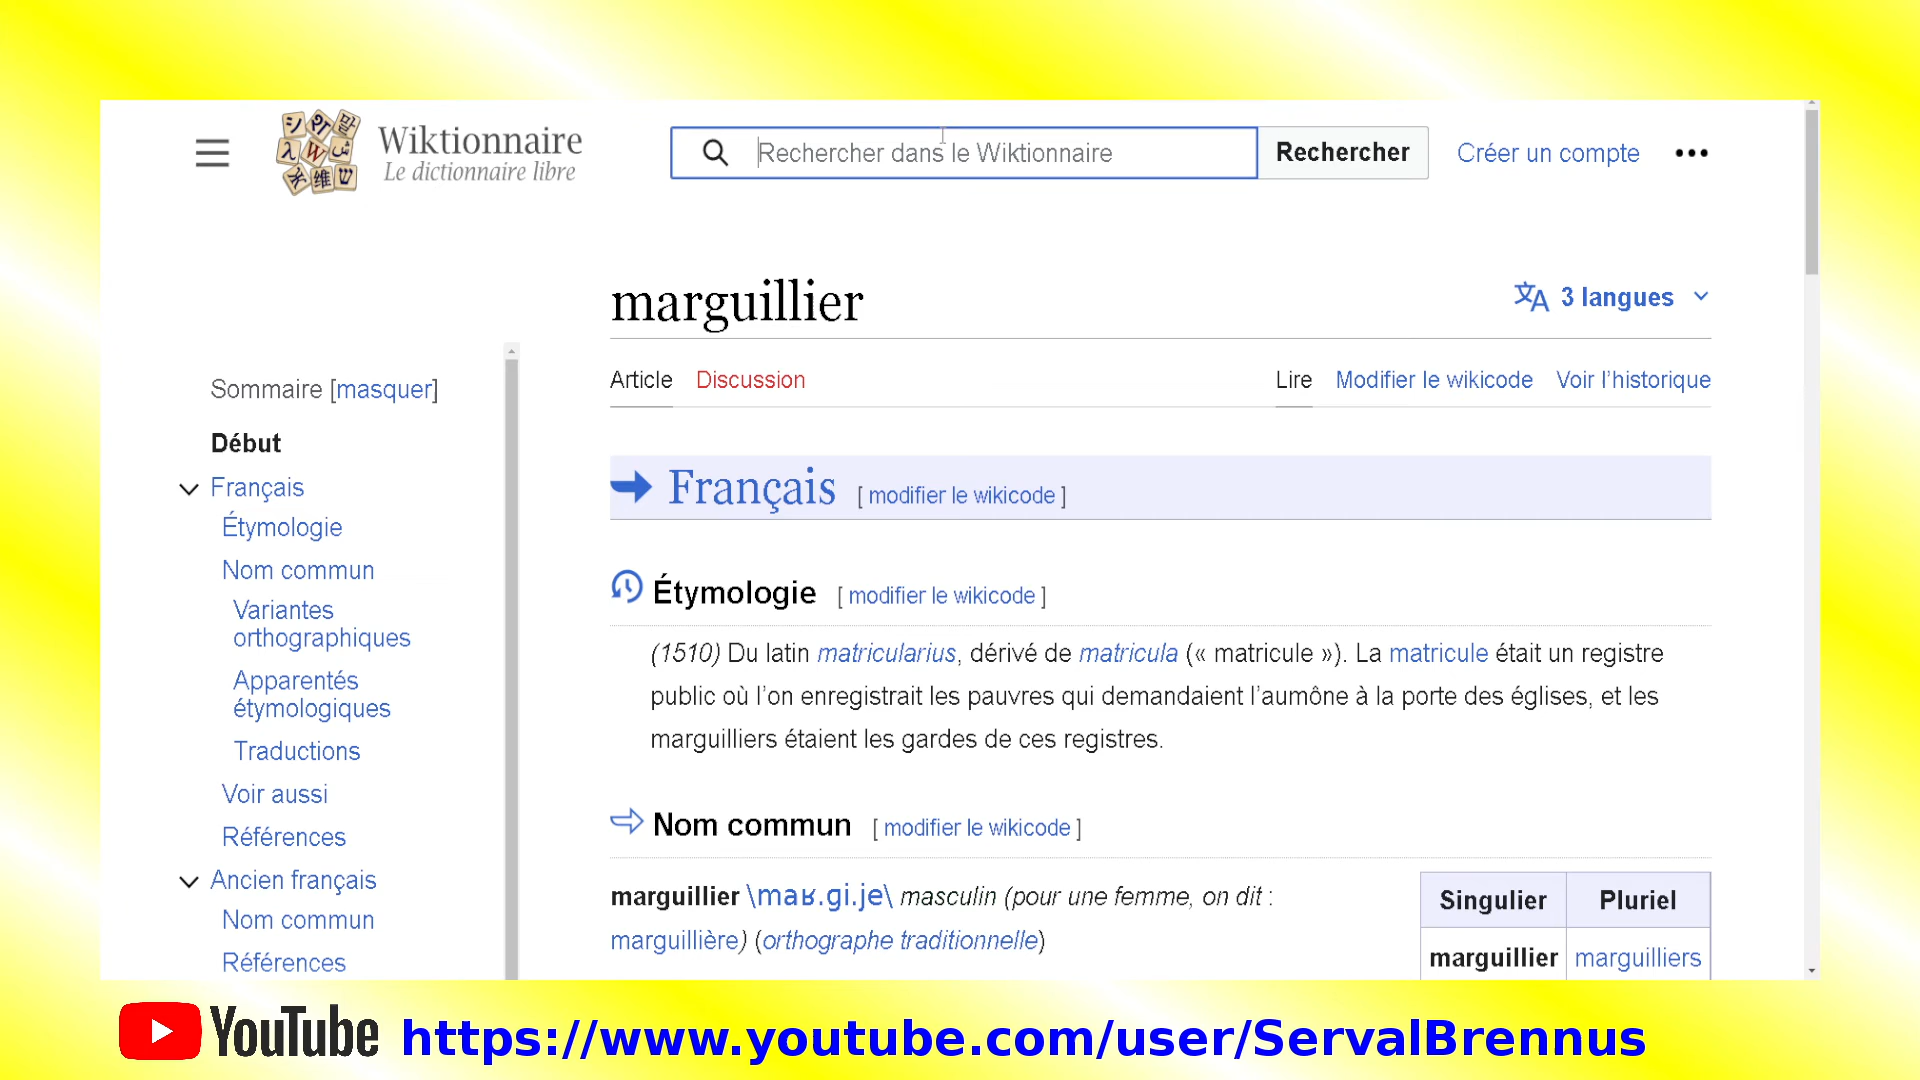 Wiktionnaire
Le dictionnaire libre
Rechercher dans le Wiktionnaire
Rechercher
Créer un compte
marguillier
3 langues
Article Discussion
Lire Modifier le wikicode Voir l’historique
Sommaire [masquer]
Début
Français
Étymologie
Nom commun
Variantes
orthographiques
Apparentés
étymologiques
Traductions
Voir aussi
Références
Ancien français
Nom commun
Références
Français [ modifier le wikicode ]
Étymologie [ modifier le wikicode ]
(1510) Du latin matricularius, dérivé de matricula (« matricule »). La matricule était un registre
public où l’on enregistrait les pauvres qui demandaient l’aumône à la porte des églises, et les
marguilliers étaient les gardes de ces registres.
Nom commun [ modifier le wikicode ]
marguillier \maʁ.ɡi.je\ masculin (pour une femme, on dit :
marguillière) (orthographe traditionnelle)
Singulier Pluriel
marguillier marguilliers
YouTube https://www.youtube.com/user/ServalBrennus